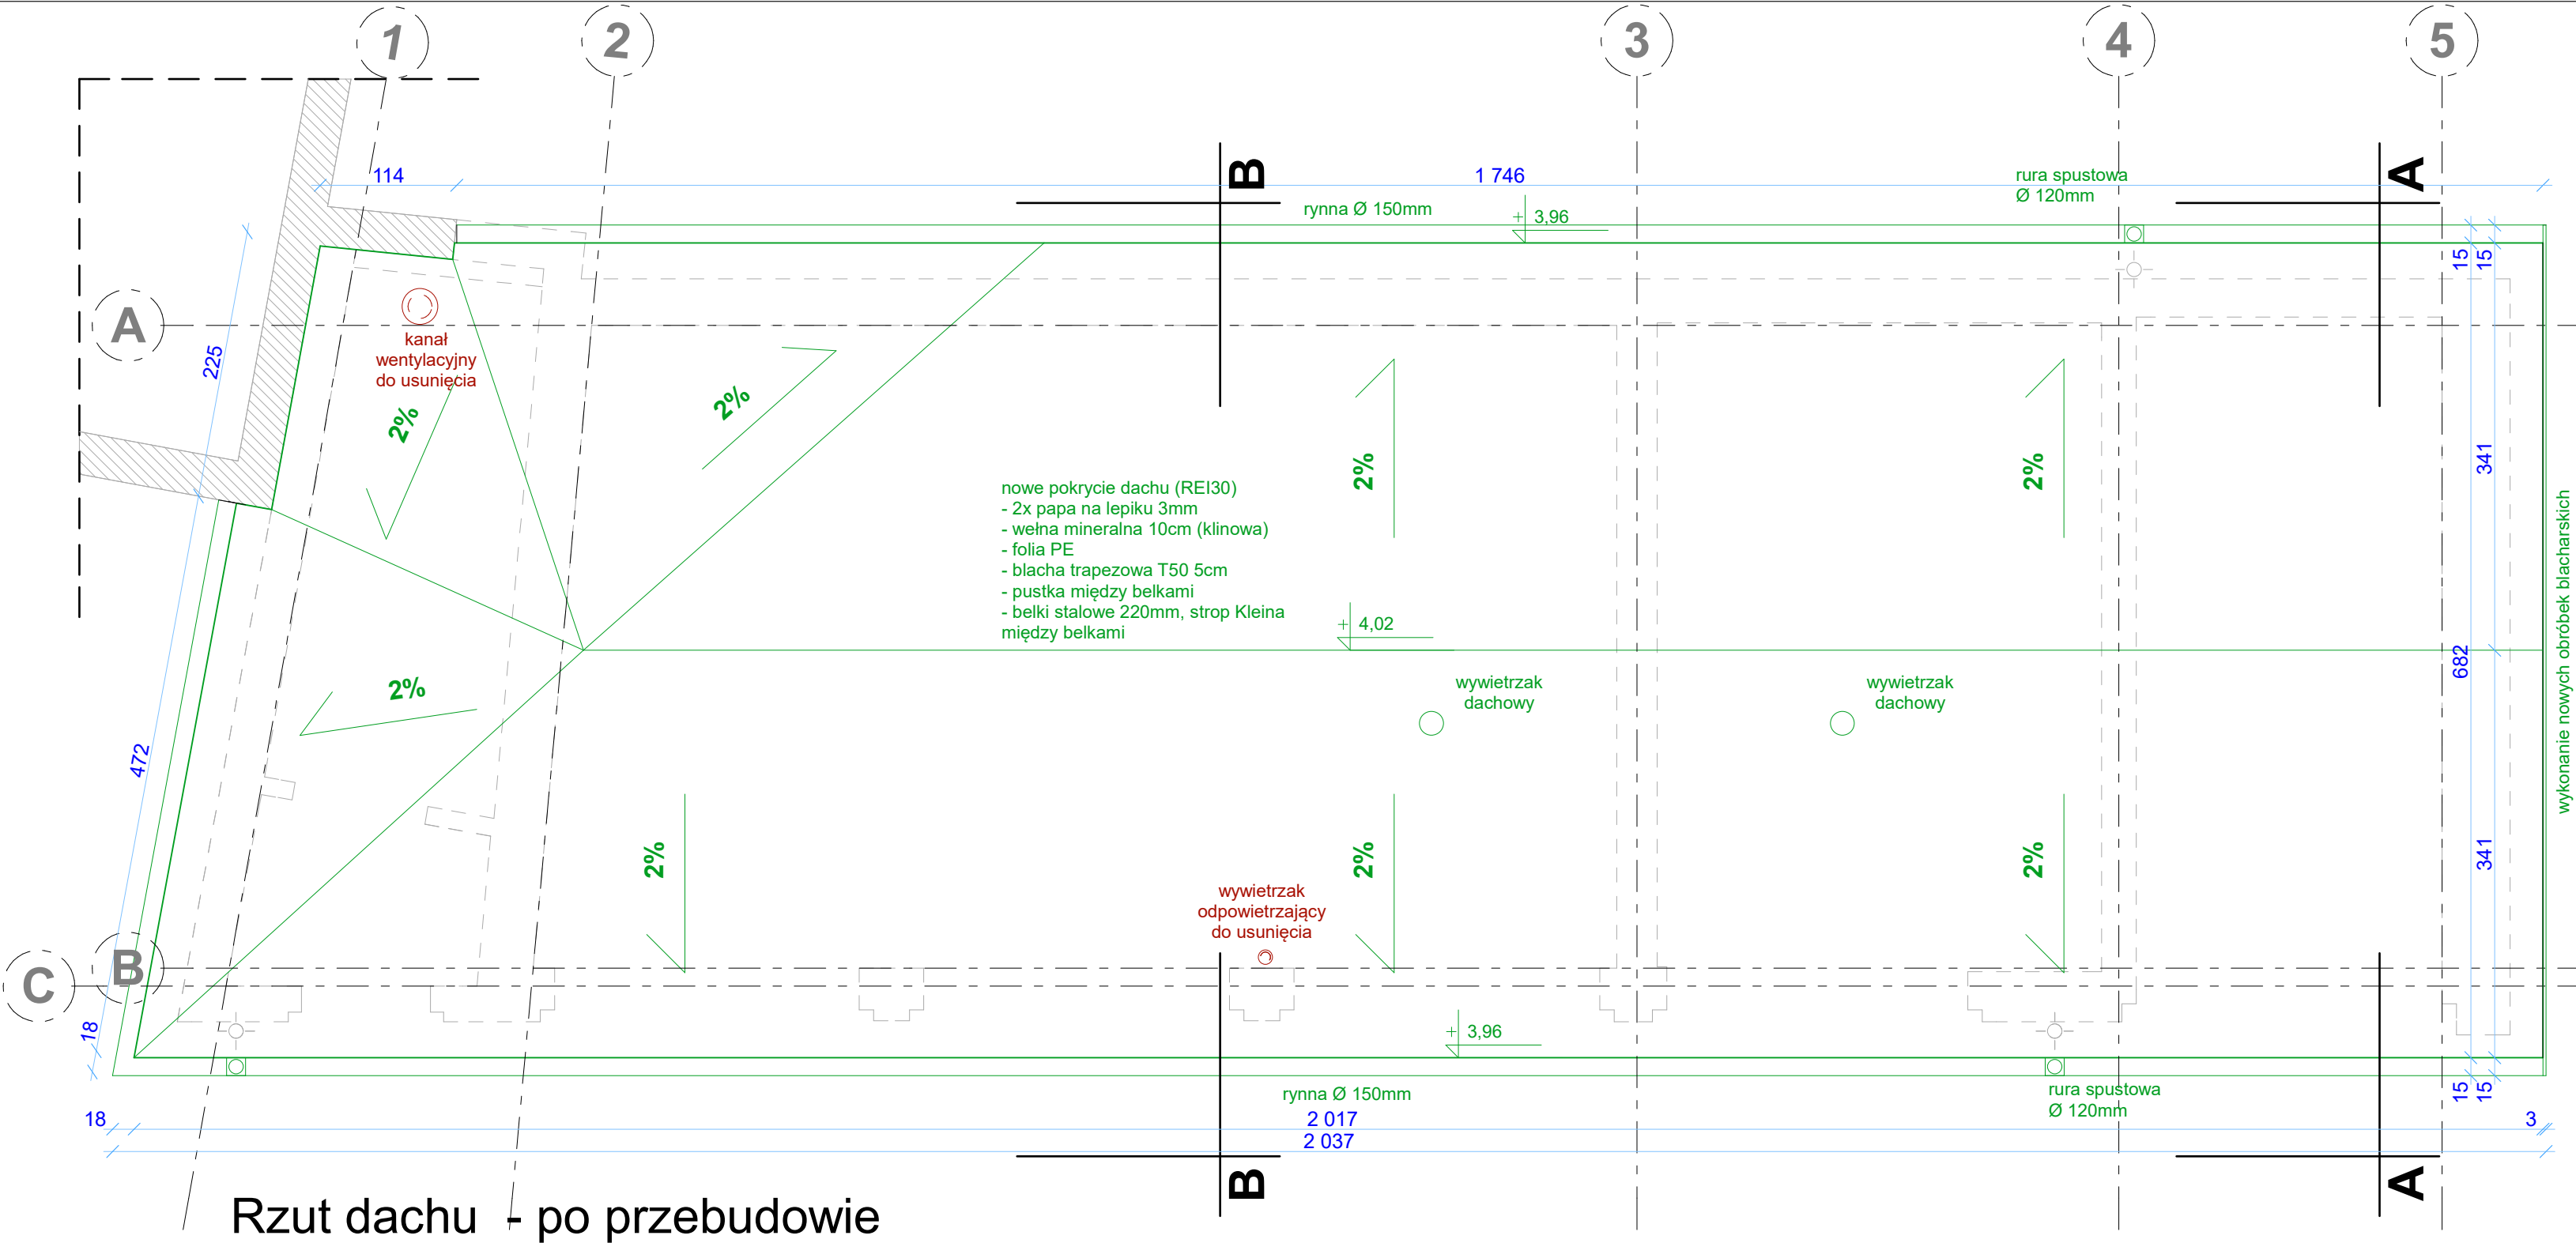 1
2
3
4
5
114
B
1 746
rura spustowa
Ø 120mm
A
rynna Ø 150mm
+ 3,96
15
15
A
225
kanał
wentylacyjny
do usunięcia
2%
2%
2%
2%
341
nowe pokrycie dachu (REI30)
- 2x papa na lepiku 3mm
- wełna mineralna 10cm (klinowa)
- folia PE
- blacha trapezowa T50 5cm
- pustka między belkami
- belki stalowe 220mm, strop Kleina
między belkami
+ 4,02
wykonanie nowych obróbek blacharskich
682
2%
wywietrzak
dachowy
wywietrzak
dachowy
472
2%
2%
2%
341
wywietrzak
odpowietrzający
do usunięcia
B
C
18
+ 3,96
rynna Ø 150mm
rura spustowa
Ø 120mm
15
15
18
2 017
3
2 037
B
A
Rzut dachu - po przebudowie